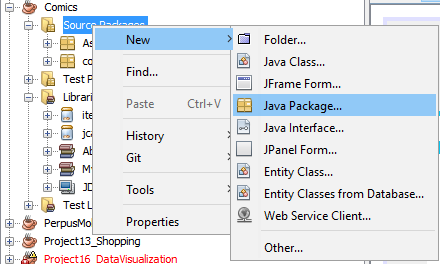 Comics
Source Packages
As
co
Test P
Librari
ite
jca
Ab
My
JD
Test L
PerpusMo
Project13_Shopping
Project16_DataVisualization
New
Find...
Paste Ctrl+V
History
Git
Tools
Properties
Folder...
Java Class...
JFrame Form...
Java Package...
Java Interface...
JPanel Form...
Entity Class...
Entity Classes from Database...
Web Service Client...
Other...